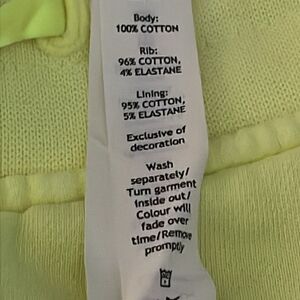 Body:
100% COTTON
Rib:
96% COTTON,
4% ELASTANE
Lining:
95% COTTON,
5% ELASTANE
Exclusive of
decoration
Wash
separately/
Turn garment
inside out/
Colour will
fade over
time/Remove
promptly